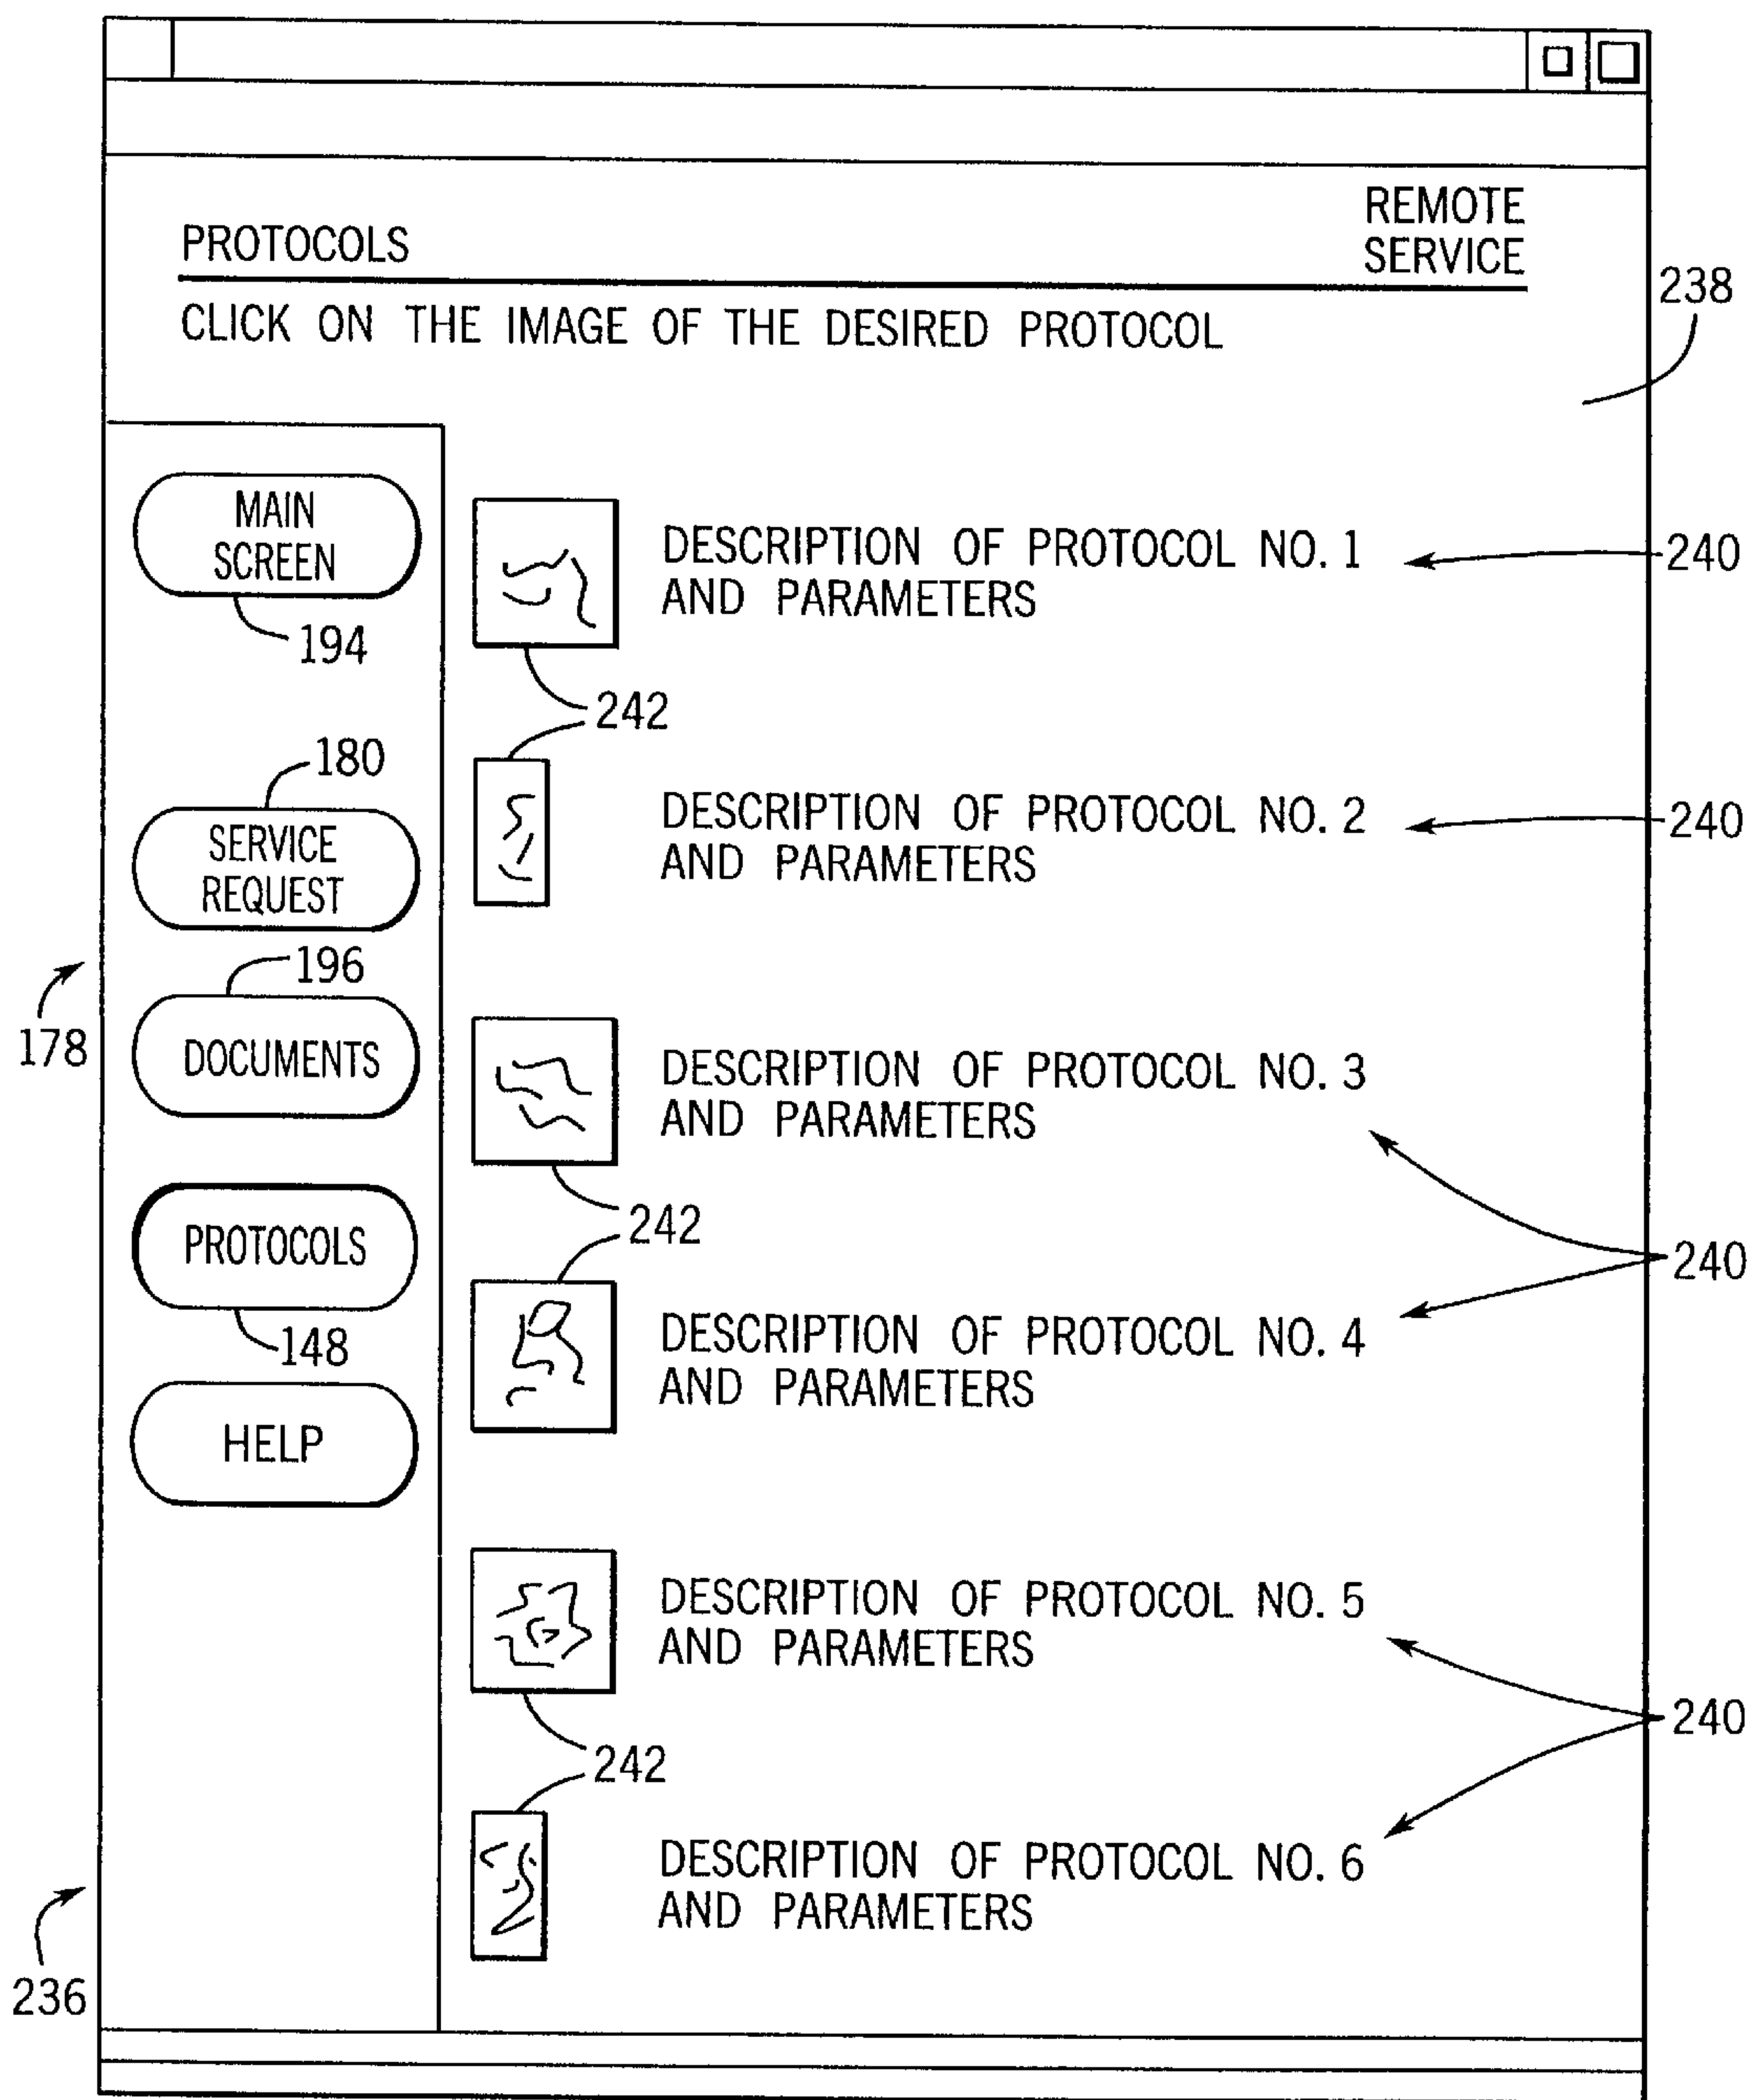 REMOTE
SERVICE
PROTOCOLS
238
CLICK ON THE IMAGE OF THE DESIRED PROTOCOL
MAIN
SCREEN
194
DESCRIPTION OF PROTOCOL NO. 1
AND PARAMETERS
240
242
180
SERVICE
REQUEST
DESCRIPTION OF PROTOCOL NO. 2
AND PARAMETERS
240
196
178
DOCUMENTS
DESCRIPTION OF PROTOCOL NO. 3
AND PARAMETERS
242
240
PROTOCOLS
148
DESCRIPTION OF PROTOCOL NO. 4
AND PARAMETERS
HELP
DESCRIPTION OF PROTOCOL NO. 5
AND PARAMETERS
240
242
DESCRIPTION OF PROTOCOL NO. 6
AND PARAMETERS
236